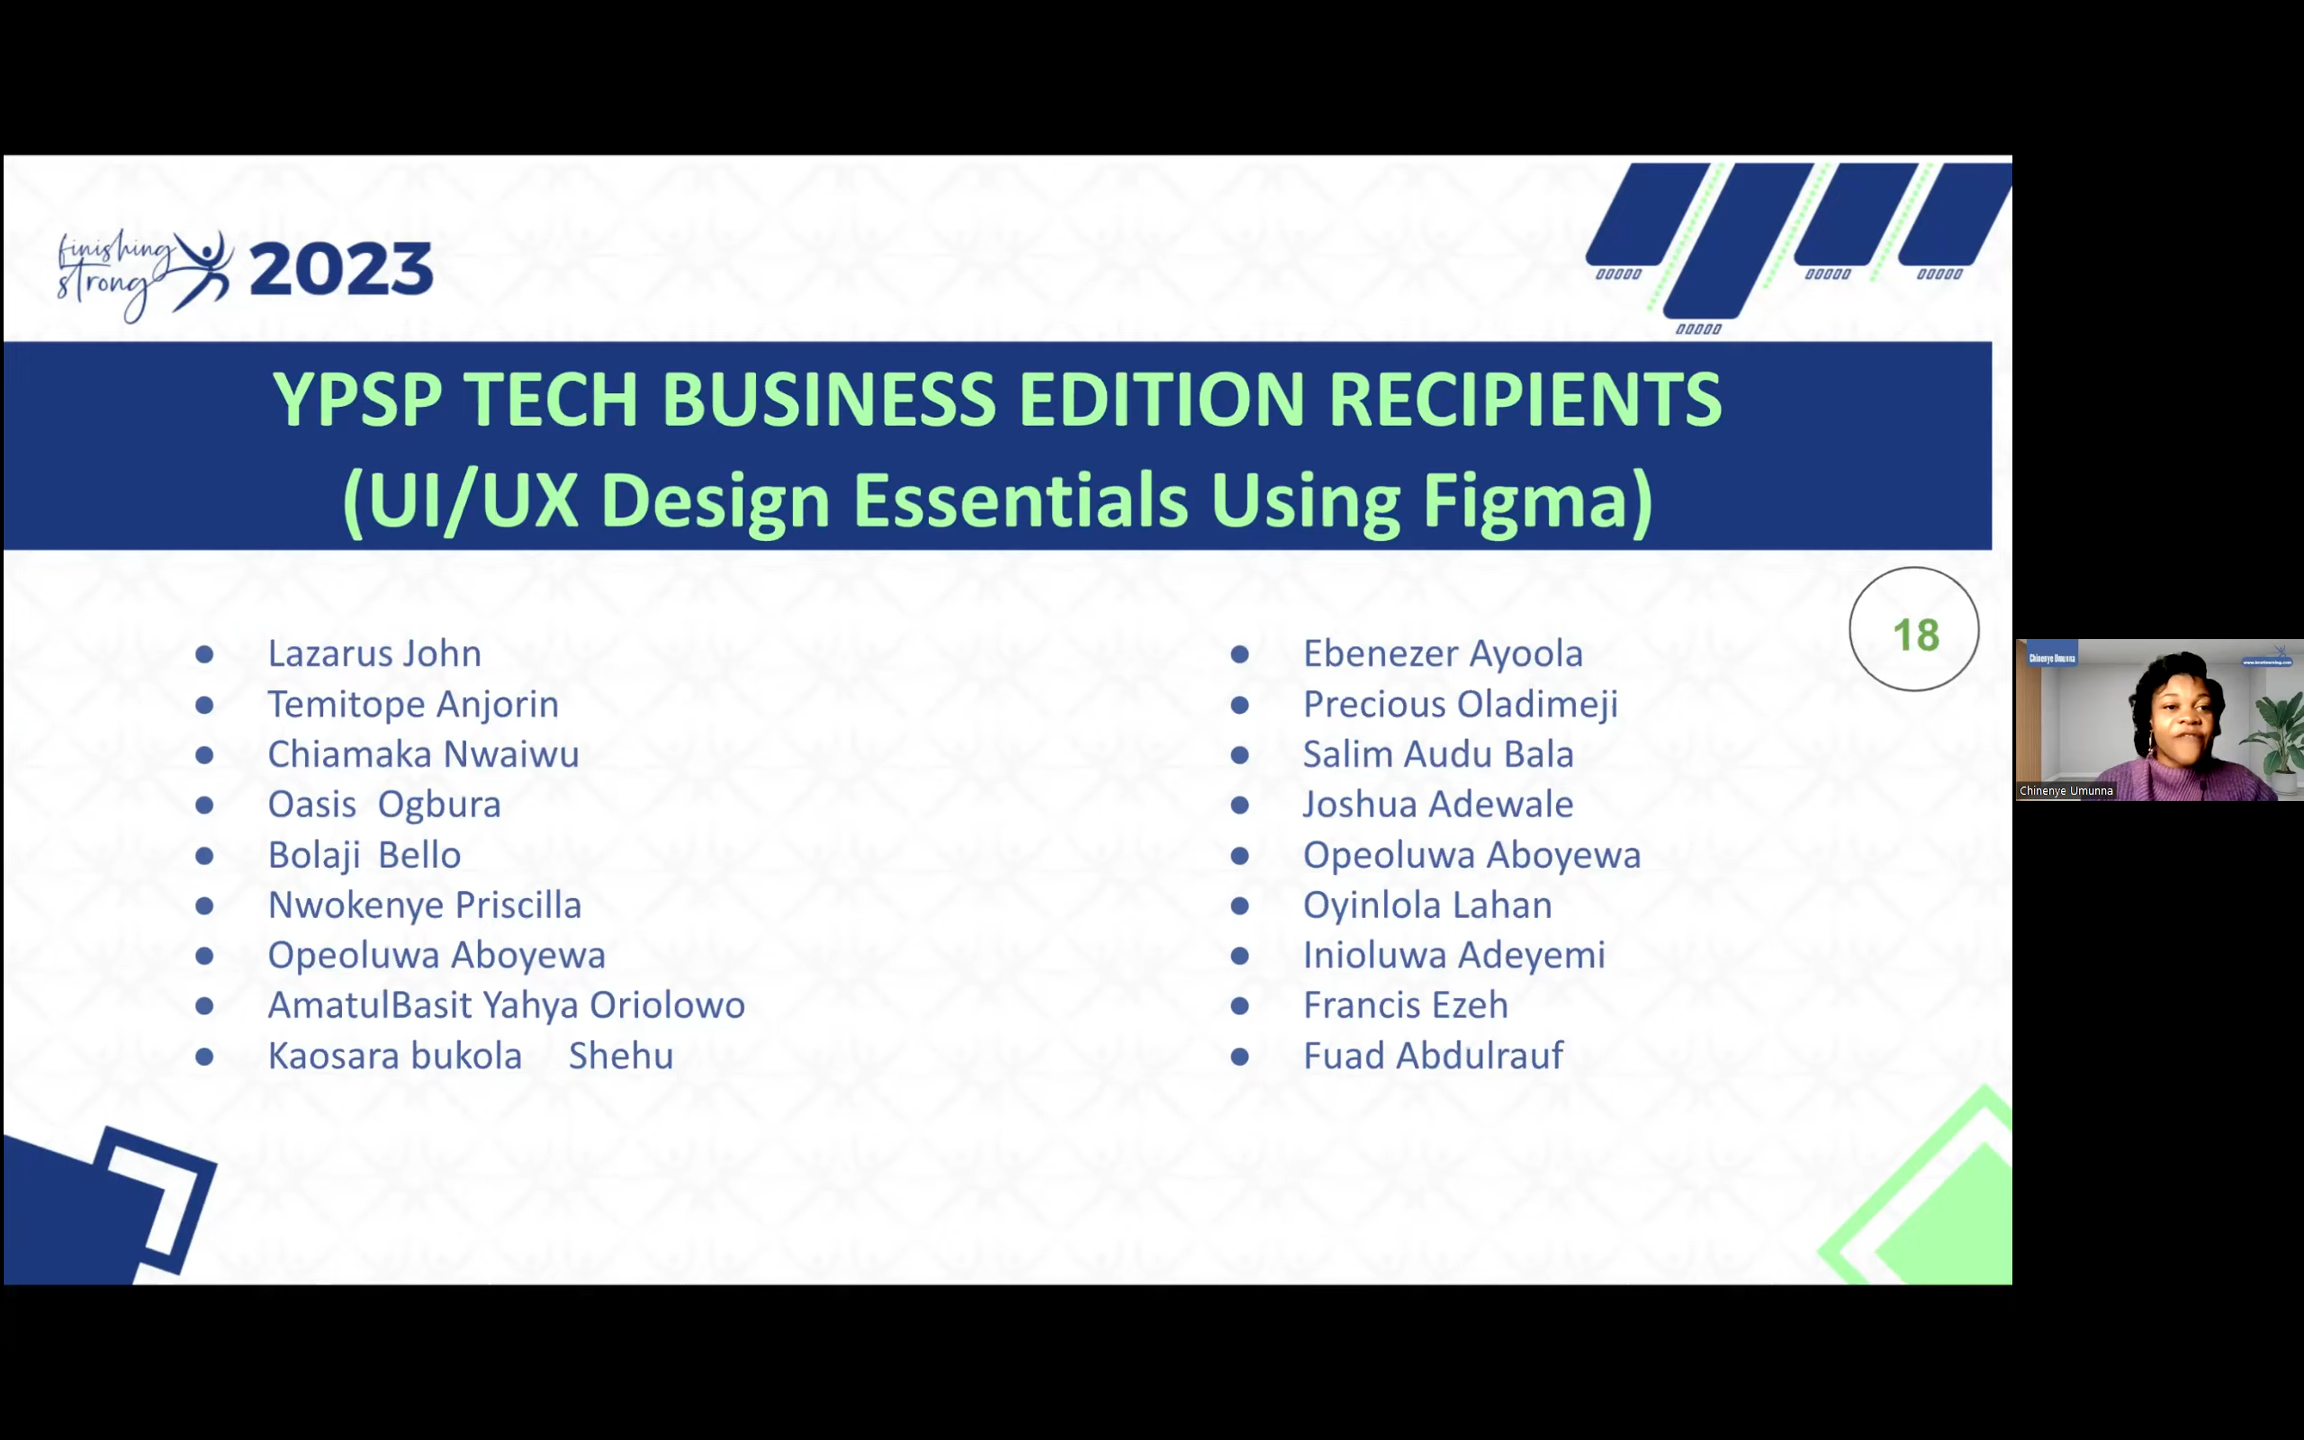 finishing
strong
2023
YPSP TECH BUSINESS EDITION RECIPIENTS
(UI/UX Design Essentials Using Figma)
18
Lazarus John
Temitope Anjorin
Chiamaka Nwaiwu
Oasis  Ogbura
Bolaji  Bello
Nwokenye Priscilla
Opeoluwa Aboyewa
AmatulBasit Yahya Oriolowo
Kaosara bukola    Shehu
Ebenezer Ayoola
Precious Oladimeji
Salim Audu Bala
Joshua Adewale
Opeoluwa Aboyewa
Oyinlola Lahan
Inioluwa Adeyemi
Francis Ezeh
Fuad Abdulrauf
Chinenye Umunna
Chinenye Umunna